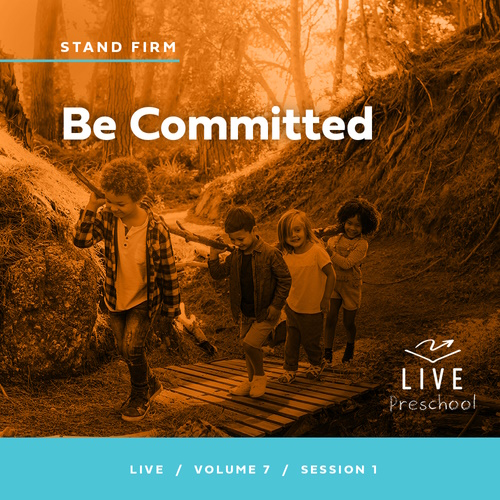 STAND FIRM
Be Committed
LIVE
Preschool
LIVE / VOLUME 7 / SESSION 1